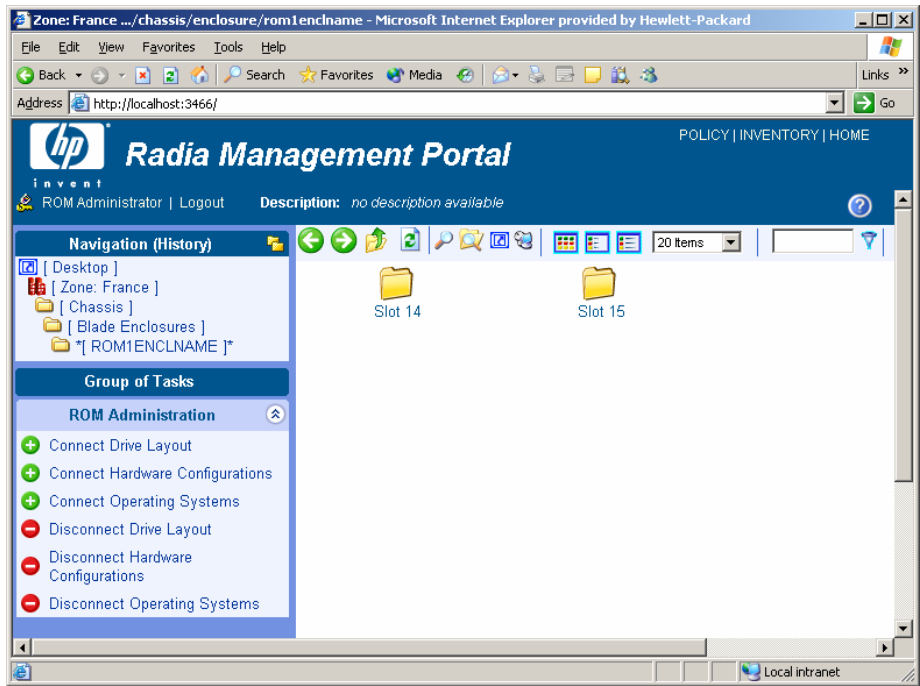 Zone: France .../chassis/enclosure/rom1enclname - Microsoft Internet Explorer provided by Hewlett-Packard
File Edit View Favorites Tools Help
Back Search Favorites Media Links »
Address http://localhost:3466/ Go
hp
invent
Radia Management Portal
POLICY | INVENTORY | HOME
ROM Administrator | Logout Description: no description available
Navigation (History)
20 Items
[ Desktop ]
[ Zone: France ]
[ Chassis ]
[ Blade Enclosures ]
*[ ROM1ENCLNAME ]*
Slot 14 Slot 15
Group of Tasks
ROM Administration
Connect Drive Layout
Connect Hardware Configurations
Connect Operating Systems
Disconnect Drive Layout
Disconnect Hardware
Configurations
Disconnect Operating Systems
Local intranet